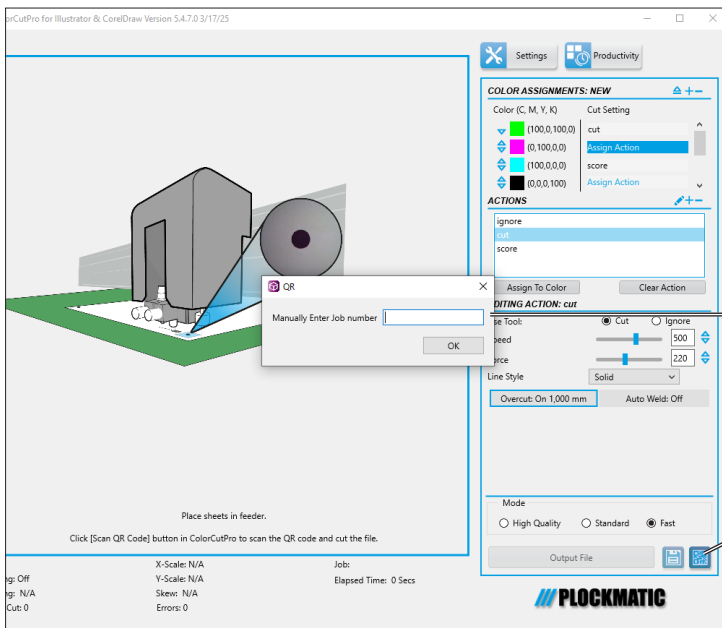 orCutPro for Illustrator & CorelDraw Version 5.4.7.0 3/17/25
Settings
Productivity
COLOR ASSIGNMENTS: NEW
Color (C, M, Y, K) Cut Setting
(100,0,100,0) cut
(0,100,0,0) Assign Action
(100,0,0,0) score
(0,0,0,100) Assign Action
ACTIONS
ignore
cut
score
Assign To Color
Clear Action
QR
Manually Enter Job number
OK
DITING ACTION: cut
se Tool: Cut Ignore
peed 500
orce 220
Line Style Solid
Overcut: On 1,000 mm
Auto Weld: Off
Mode
High Quality Standard Fast
Output File
Place sheets in feeder.
Click [Scan QR Code] button in ColorCutPro to scan the QR code and cut the file.
X-Scale: N/A Job:
ng: Off Y-Scale: N/A Elapsed Time: 0 Secs
ng: N/A Skew: N/A
Cut: 0 Errors: 0
PLOCKMATIC